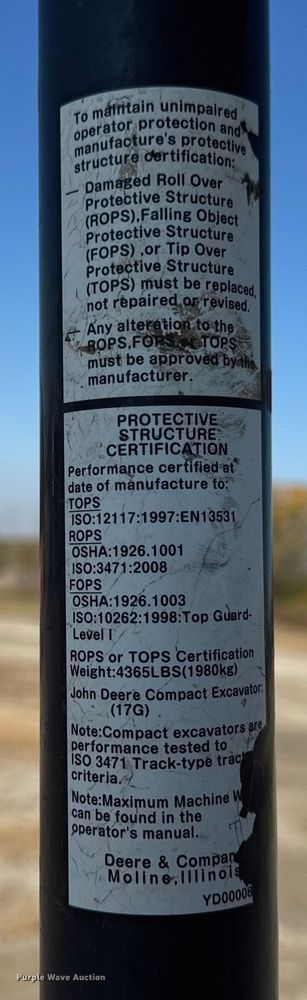 To maintain unimpaired
operator protection and
manufacture's protective
structure certification:
— Damaged Roll Over
Protective Structure
(ROPS),Falling Object
Protective Structure
(FOPS) ,or Tip Over
Protective Structure
(TOPS) must be replaced,
not repaired or revised.
— Any alteration to the
ROPS,FOPS,or TOPS
must be approved by the
manufacturer.
PROTECTIVE
STRUCTURE
CERTIFICATION
Performance certified at
date of manufacture to:
TOPS
ISO:12117:1997:EN13531
ROPS
OSHA:1926.1001
ISO:3471:2008
FOPS
OSHA:1926.1003
ISO:10262:1998:Top Guard-
Level I
ROPS or TOPS Certification
Weight:4365LBS(1980kg)
John Deere Compact Excavator:
(17G)
Note:Compact excavators are
performance tested to
ISO 3471 Track-type trac
criteria.
Note:Maximum Machine W
can be found in the
operator's manual.
Deere & Compan
Moline,Illinois
YD00008
Purple Wave Auction